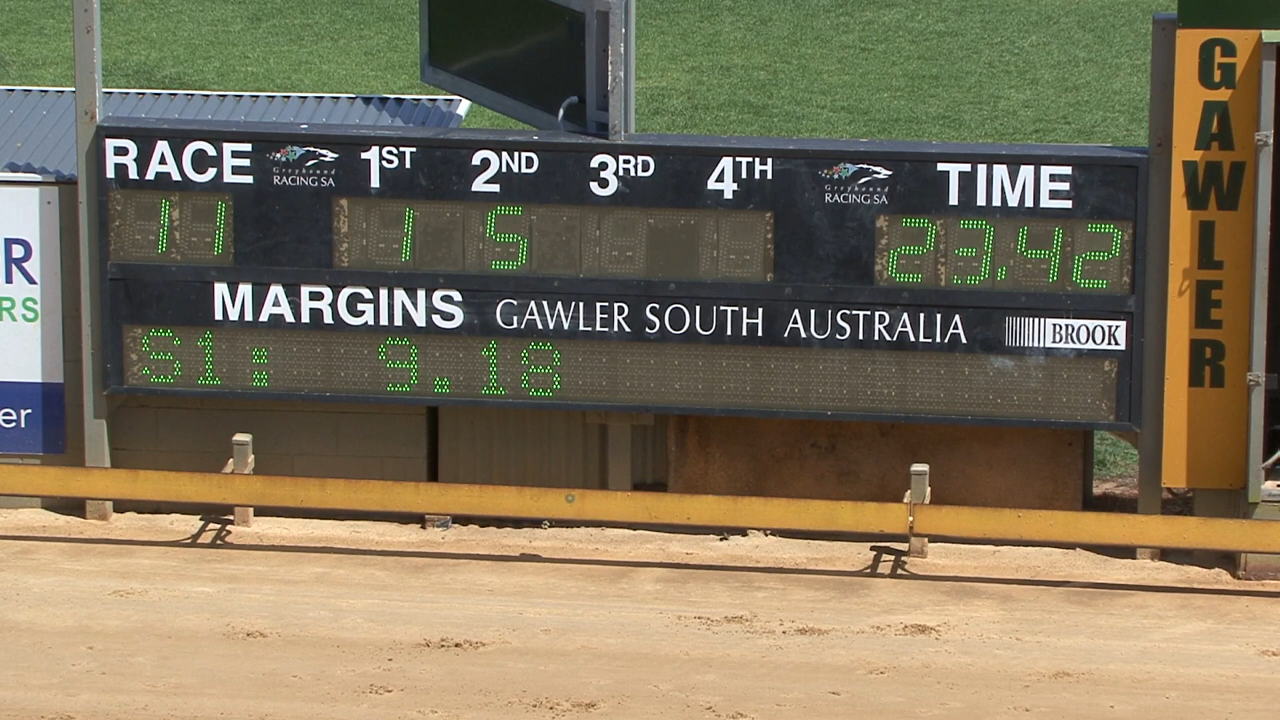 RACE Greyhound RACING SA 1ST 2ND 3RD 4TH Greyhound RACING SA TIME
11 1 5 23.42
MARGINS GAWLER SOUTH AUSTRALIA BROOK
S1: 9.18
GAWLER
R
RS
er